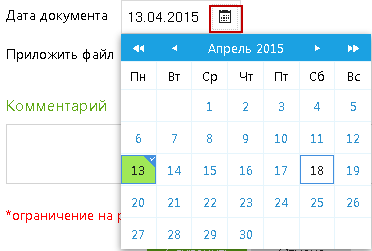 Дата документа 13.04.2015
Приложить файл
Апрель 2015
Пн Вт Ср Чт Пт Сб Вс
1 2 3 4 5
Комментарий
6 7 8 9 10 11 12
13 14 15 16 17 18 19
20 21 22 23 24 25 26
*ограничение на
27 28 29 30